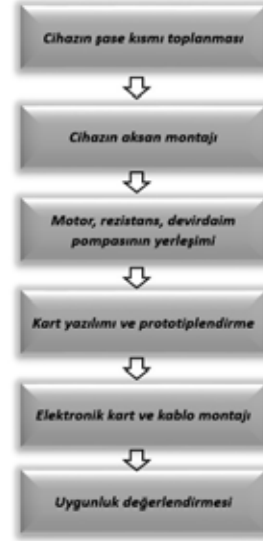 Cihazın şase kısmı toplanması
Cihazın aksan montajı
Motor, rezistans, devirdaim
pompasının yerleşimi
Kart yazılımı ve prototiplendirme
Elektronik kart ve kablo montajı
Uygunluk değerlendirmesi